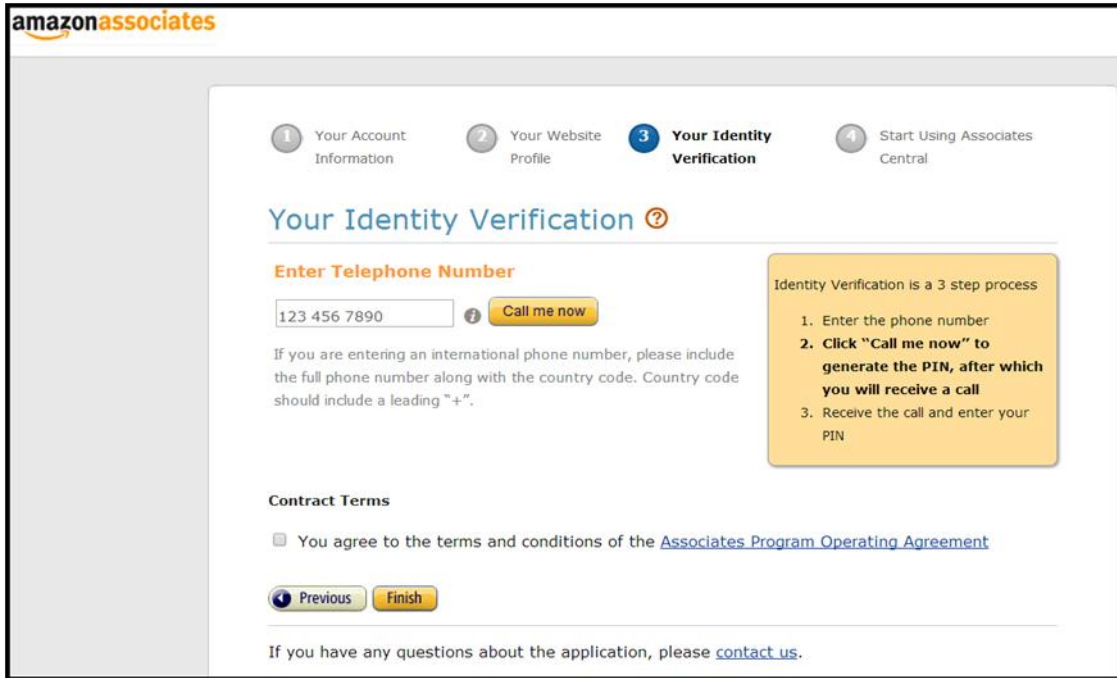 amazonassociates
1 Your Account
Information
2 Your Website
Profile
3 Your Identity
Verification
4 Start Using Associates
Central
Your Identity Verification ?
Enter Telephone Number
123 456 7890 i Call me now
If you are entering an international phone number, please include
the full phone number along with the country code. Country code
should include a leading "+".
Identity Verification is a 3 step process
1. Enter the phone number
2. Click "Call me now" to
generate the PIN, after which
you will receive a call
3. Receive the call and enter your
PIN
Contract Terms
You agree to the terms and conditions of the Associates Program Operating Agreement
Previous Finish
If you have any questions about the application, please contact us.